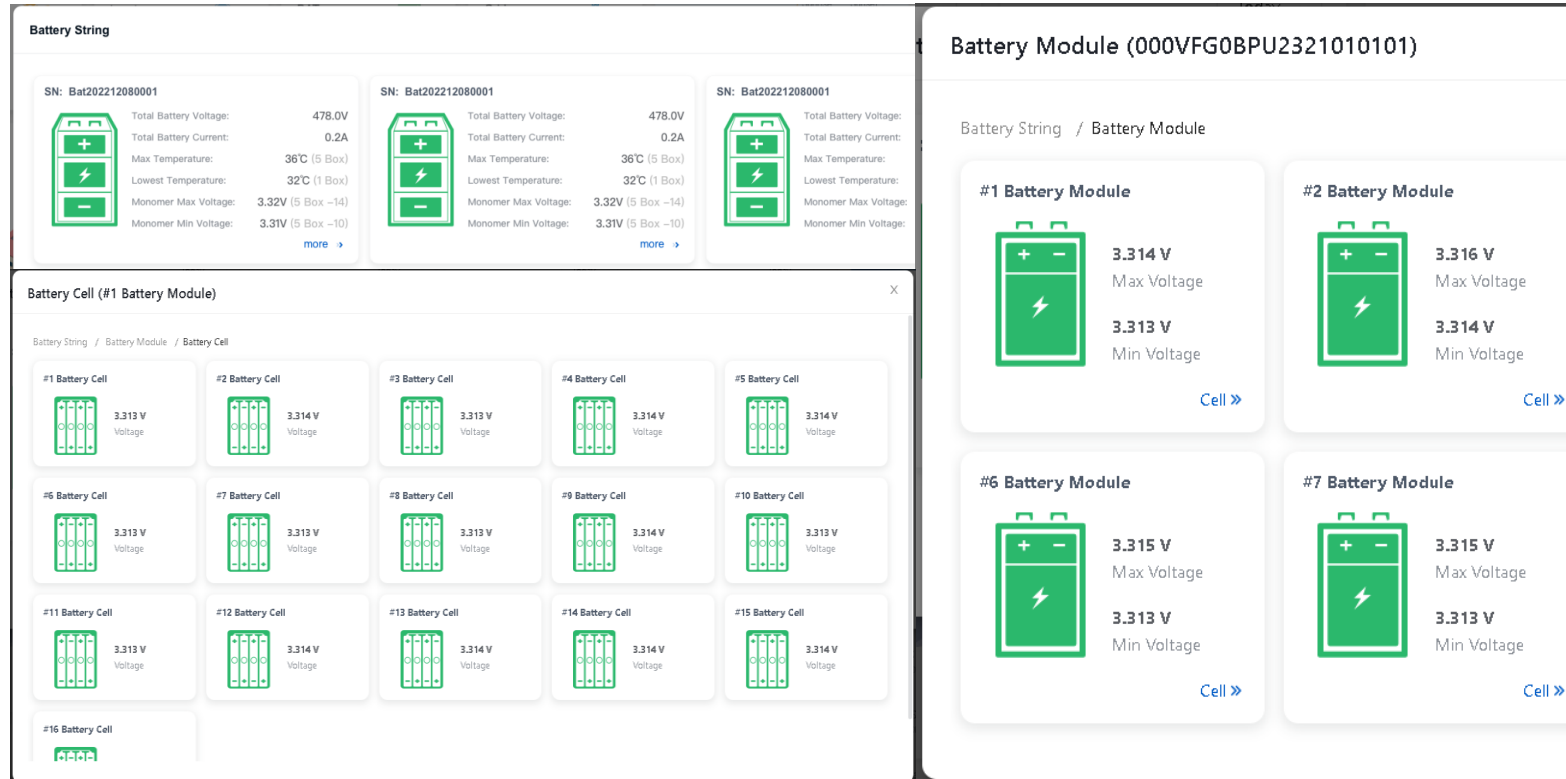 Battery String
SN: Bat202212080001
Total Battery Voltage: 478.0V
Total Battery Current: 0.2A
Max Temperature: 36℃ (5 Box)
Lowest Temperature: 32℃ (1 Box)
Monomer Max Voltage: 3.32V (5 Box –14)
Monomer Min Voltage: 3.31V (5 Box –10)
more →
SN: Bat202212080001
Total Battery Voltage: 478.0V
Total Battery Current: 0.2A
Max Temperature: 36℃ (5 Box)
Lowest Temperature: 32℃ (1 Box)
Monomer Max Voltage: 3.32V (5 Box –14)
Monomer Min Voltage: 3.31V (5 Box –10)
more →
SN: Bat202212080001
Total Battery Voltage:
Total Battery Current:
Max Temperature:
Lowest Temperature:
Monomer Max Voltage:
Monomer Min Voltage:
Battery Cell (#1 Battery Module)
X
Battery String / Battery Module / Battery Cell
#1 Battery Cell
3.313 V
Voltage
#2 Battery Cell
3.314 V
Voltage
#3 Battery Cell
3.313 V
Voltage
#4 Battery Cell
3.314 V
Voltage
#5 Battery Cell
3.314 V
Voltage
#6 Battery Cell
3.313 V
Voltage
#7 Battery Cell
3.313 V
Voltage
#8 Battery Cell
3.313 V
Voltage
#9 Battery Cell
3.314 V
Voltage
#10 Battery Cell
3.313 V
Voltage
#11 Battery Cell
3.313 V
Voltage
#12 Battery Cell
3.314 V
Voltage
#13 Battery Cell
3.314 V
Voltage
#14 Battery Cell
3.314 V
Voltage
#15 Battery Cell
3.314 V
Voltage
#16 Battery Cell
Battery Module (000VFG0BPU2321010101)
Battery String / Battery Module
#1 Battery Module
3.314 V
Max Voltage
3.313 V
Min Voltage
Cell »
#2 Battery Module
3.316 V
Max Voltage
3.314 V
Min Voltage
Cell »
#6 Battery Module
3.315 V
Max Voltage
3.313 V
Min Voltage
Cell »
#7 Battery Module
3.315 V
Max Voltage
3.313 V
Min Voltage
Cell »